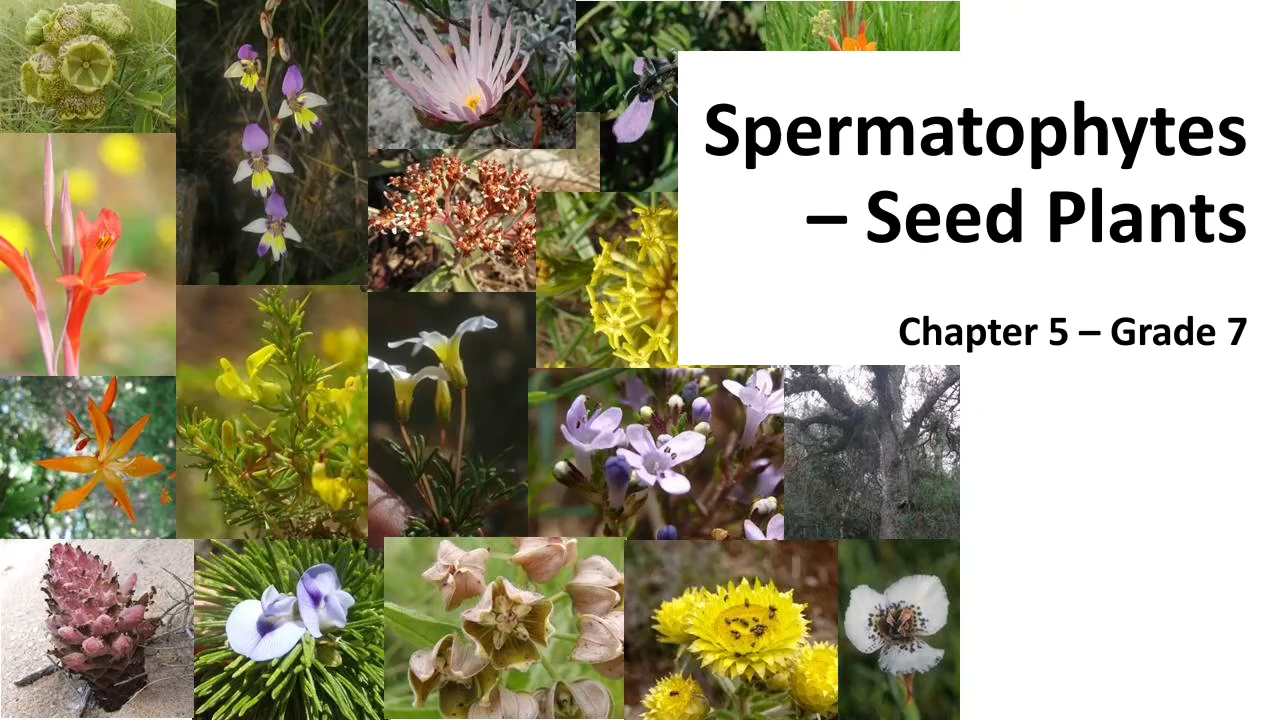 Spermatophytes
– Seed Plants
Chapter 5 – Grade 7